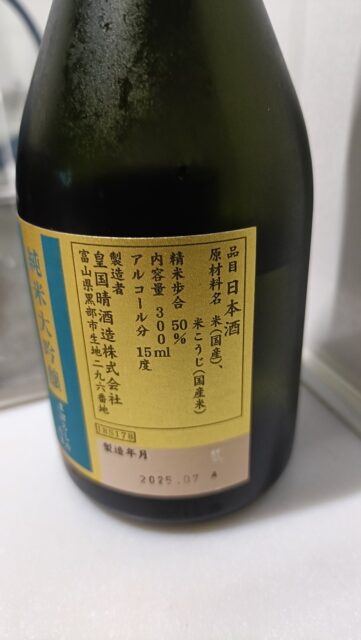 品目 日本酒
原材料名 米(国産)、
米こうじ(国産米)
精米歩合 50%
内容量 300ml
アルコール分 15度
製造者
皇国晴酒造株式会社
富山県黒部市生地二九六番地
純米大吟醸
製造年月
2025.07 A